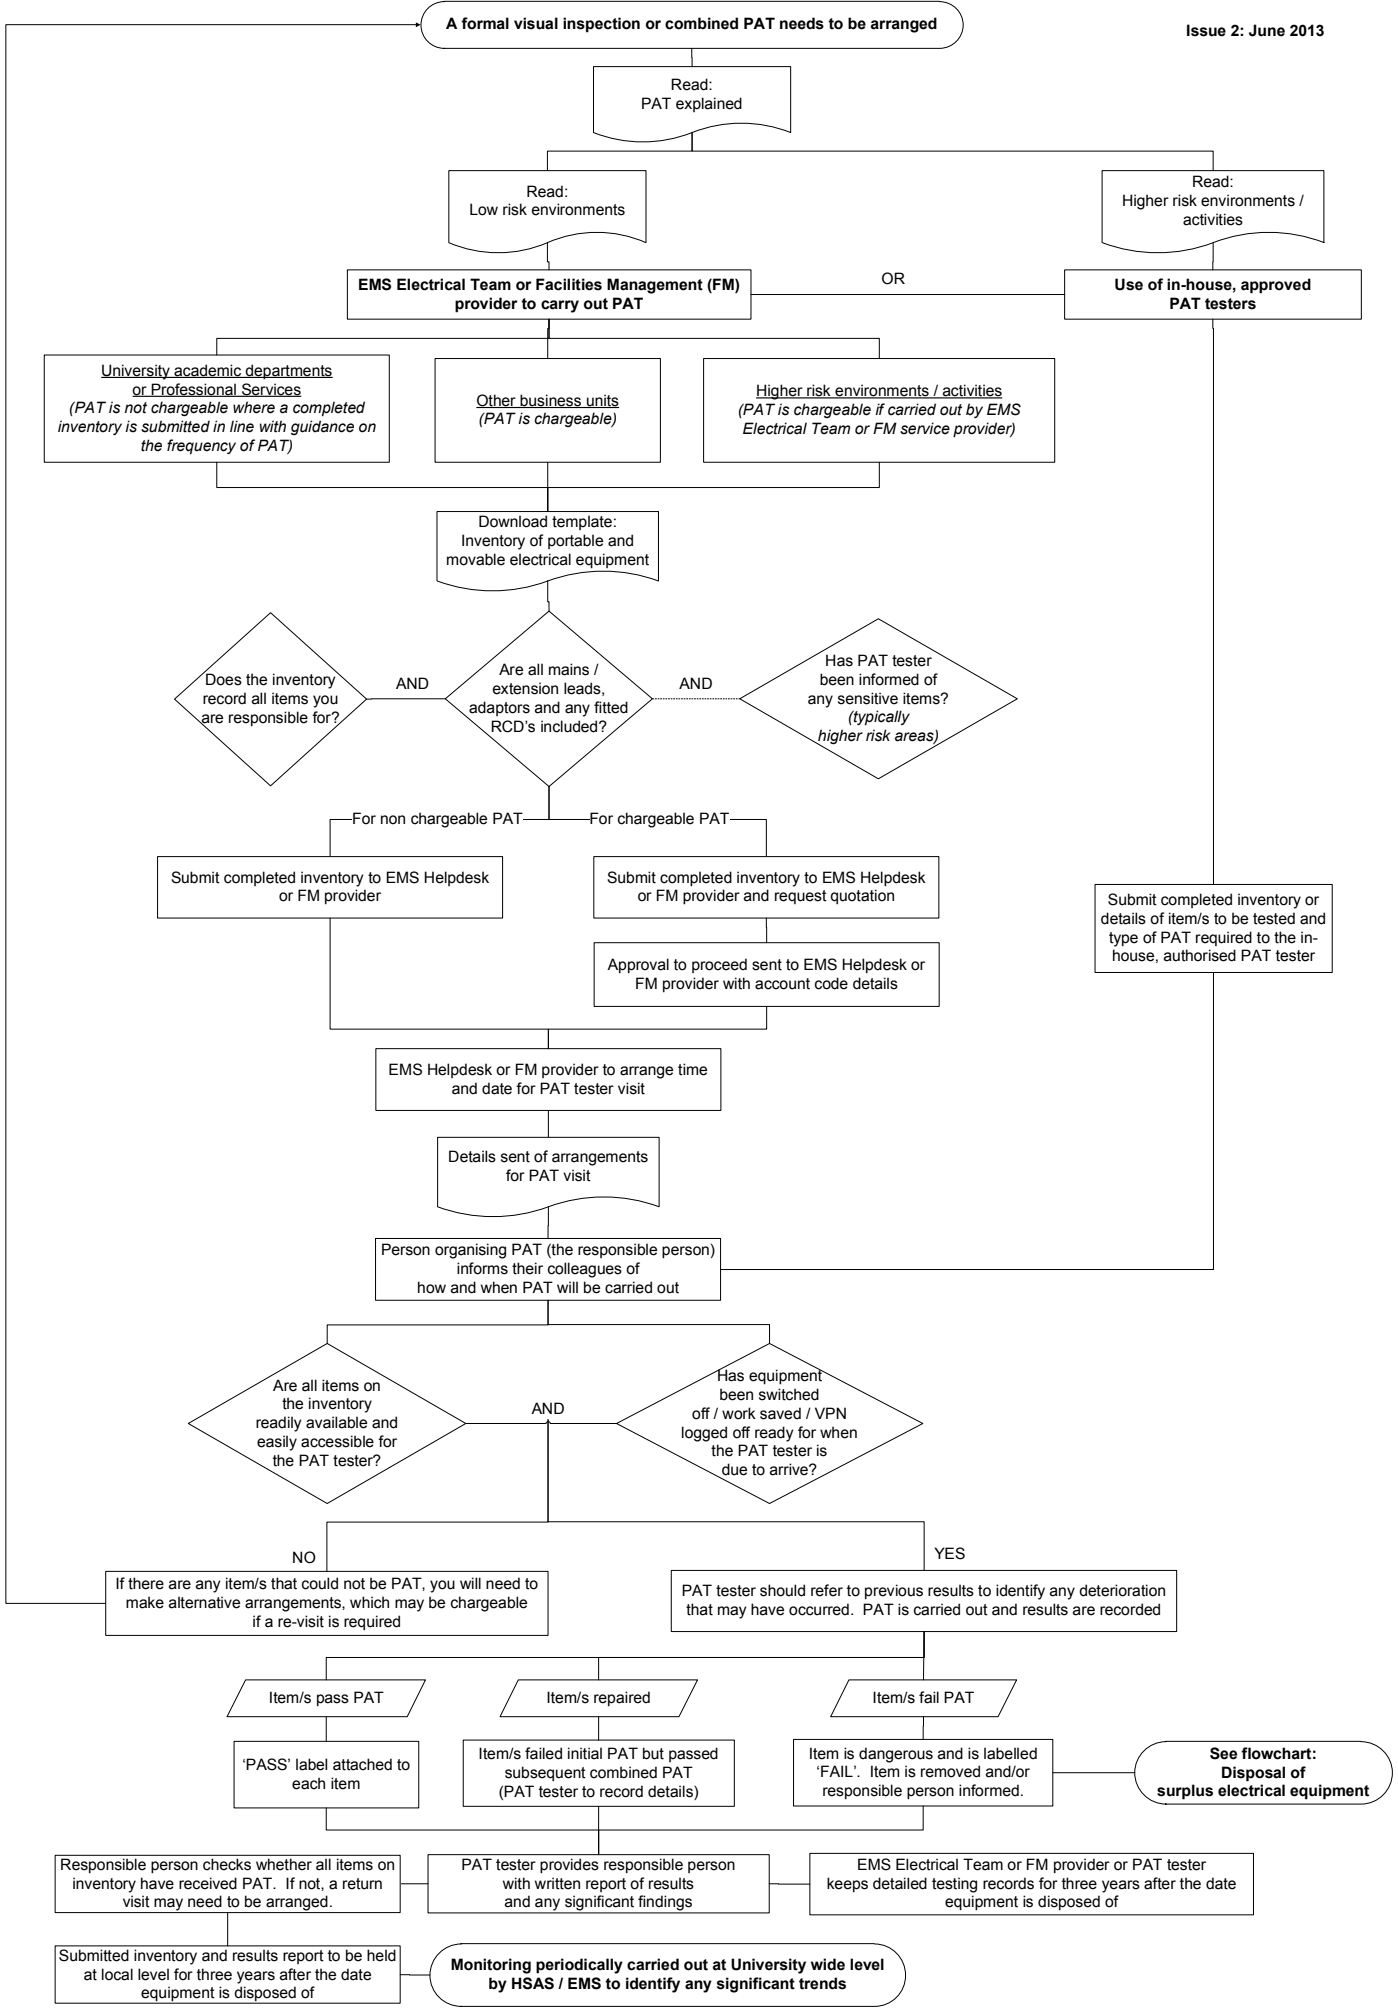 A formal visual inspection or combined PAT needs to be arranged
Issue 2: June 2013
Read:
PAT explained
Read:
Low risk environments
Read:
Higher risk environments /
activities
EMS Electrical Team or Facilities Management (FM)
provider to carry out PAT
OR
Use of in-house, approved
PAT testers
University academic departments
or Professional Services
(PAT is not chargeable where a completed
inventory is submitted in line with guidance on
the frequency of PAT)
Other business units
(PAT is chargeable)
Higher risk environments / activities
(PAT is chargeable if carried out by EMS
Electrical Team or FM service provider)
Download template:
Inventory of portable and
movable electrical equipment
Does the inventory
record all items you
are responsible for?
AND
Are all mains /
extension leads,
adaptors and any fitted
RCD's included?
AND
Has PAT tester
been informed of
any sensitive items?
(typically
higher risk areas)
For non chargeable PAT
For chargeable PAT
Submit completed inventory to EMS Helpdesk
or FM provider
Submit completed inventory to EMS Helpdesk
or FM provider and request quotation
Approval to proceed sent to EMS Helpdesk or
FM provider with account code details
Submit completed inventory or
details of item/s to be tested and
type of PAT required to the in-
house, authorised PAT tester
EMS Helpdesk or FM provider to arrange time
and date for PAT tester visit
Details sent of arrangements
for PAT visit
Person organising PAT (the responsible person)
informs their colleagues of
how and when PAT will be carried out
Are all items on
the inventory
readily available and
easily accessible for
the PAT tester?
AND
Has equipment
been switched
off / work saved / VPN
logged off ready for when
the PAT tester is
due to arrive?
NO
YES
If there are any item/s that could not be PAT, you will need to
make alternative arrangements, which may be chargeable
if a re-visit is required
PAT tester should refer to previous results to identify any deterioration
that may have occurred.  PAT is carried out and results are recorded
Item/s pass PAT
Item/s repaired
Item/s fail PAT
'PASS' label attached to
each item
Item/s failed initial PAT but passed
subsequent combined PAT
(PAT tester to record details)
Item is dangerous and is labelled
'FAIL'.  Item is removed and/or
responsible person informed.
See flowchart:
Disposal of
surplus electrical equipment
Responsible person checks whether all items on
inventory have received PAT.  If not, a return
visit may need to be arranged.
PAT tester provides responsible person
with written report of results
and any significant findings
EMS Electrical Team or FM provider or PAT tester
keeps detailed testing records for three years after the date
equipment is disposed of
Submitted inventory and results report to be held
at local level for three years after the date
equipment is disposed of
Monitoring periodically carried out at University wide level
by HSAS / EMS to identify any significant trends